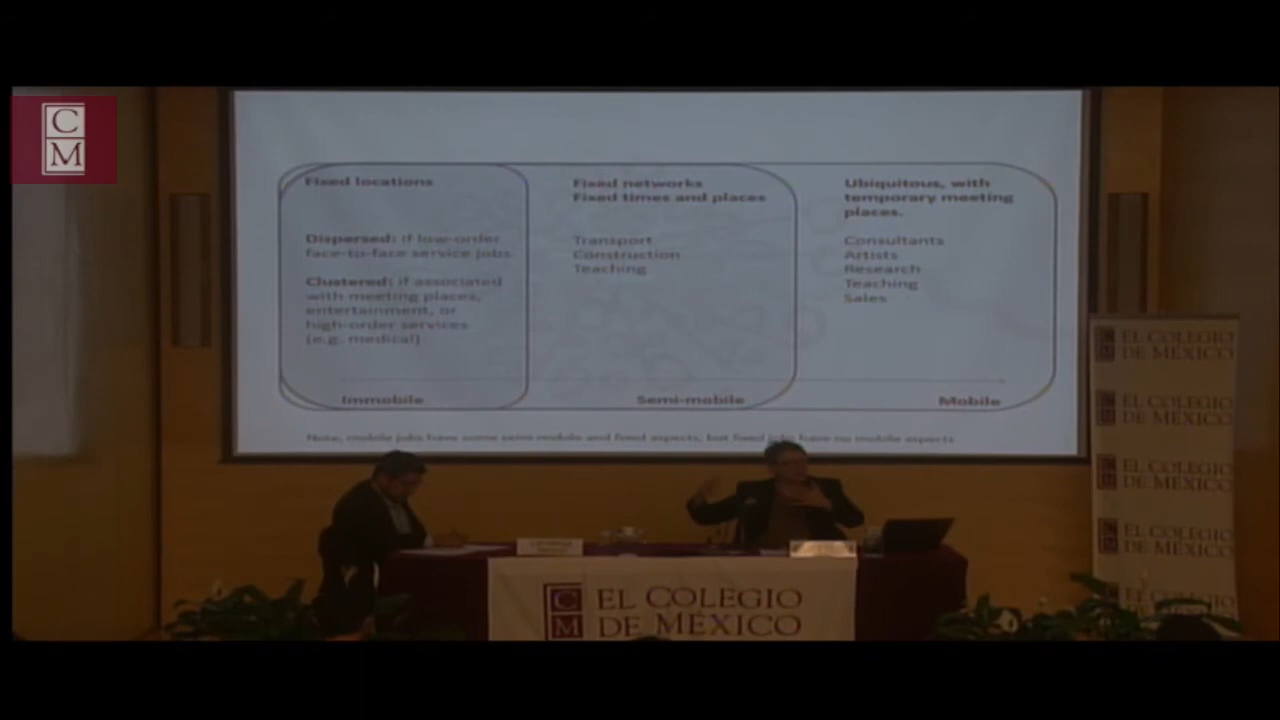 C
M
Fixed locations
Dispersed: if low-order
face-to-face service jobs.
Clustered: if associated
with meeting places,
entertainment, or
high-order services
(e.g. medical)
Immobile
Fixed networks
Fixed times and places
Transport
Construction
Teaching
Semi-mobile
Ubiquitous, with
temporary meeting
places.
Consultants
Artists
Research
Teaching
Sales
Mobile
Note, mobile jobs have some semi-mobile and fixed aspects, but fixed jobs have no mobile aspects
C
M
EL COLEGIO
DE MÉXICO
EL COLEGIO
DE MÉXICO
EL COLEGIO
DE MÉXICO
EL COLEGIO
DE MÉXICO
EL COLEGIO
DE MÉXICO
EL COLEGIO